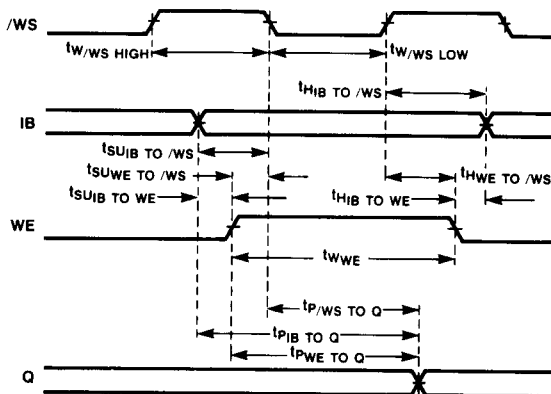 /WS
tW/WS HIGH
tW/WS LOW
tHIB TO /WS
IB
tSUIB TO /WS
tSUWE TO /WS
tHWE TO /WS
tSUIB TO WE
tHIB TO WE
WE
tWWE
tP/WS TO Q
tPIB TO Q
tPWE TO Q
Q